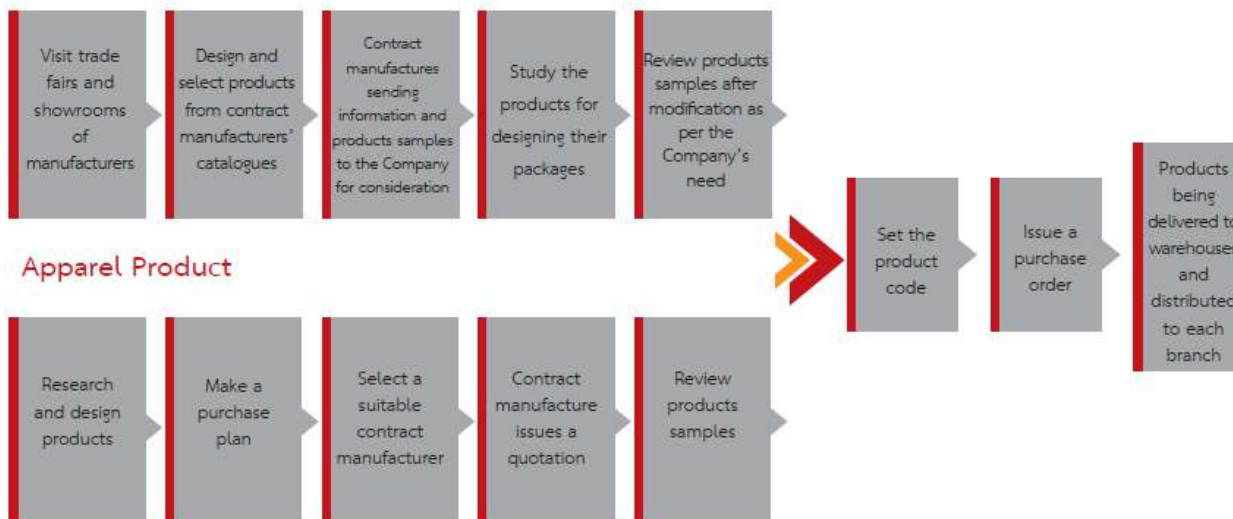 Visit trade
fairs and
showrooms
of
manufacturers
Design and
select products
from contract
manufacturers'
catalogues
Contract
manufactures
sending
information and
products samples
to the Company
for consideration
Study the
products for
designing their
packages
Review products
samples after
modification as
per the
Company's
need
Apparel Product
Research
and design
products
Make a
purchase
plan
Select a
suitable
contract
manufacturer
Contract
manufacture
issues a
quotation
Review
products
samples
Set the
product
code
Issue a
purchase
order
Products
being
delivered to
warehouses
and
distributed
to each
branch